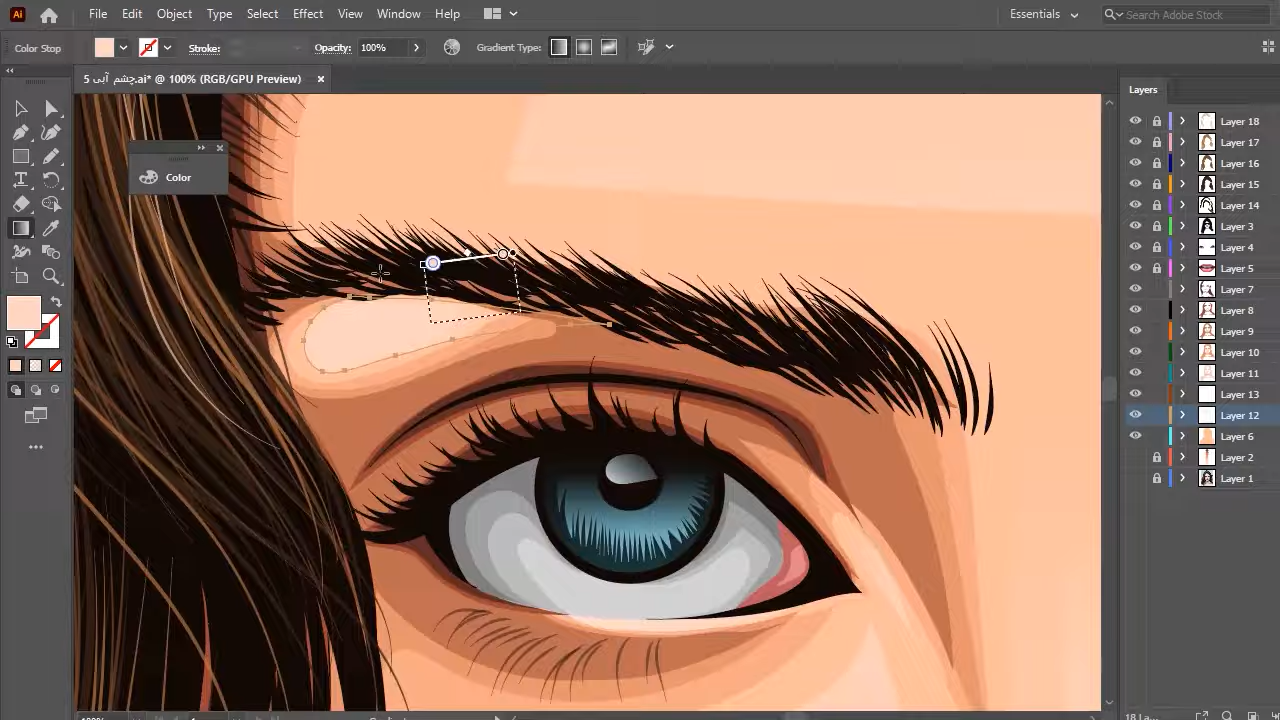 Ai File Edit Object Type Select Effect View Window Help Essentials Search Adobe Stock
Color Stop Stroke: Opacity: 100% Gradient Type:
چشم آبی 5.ai* @ 100% (RGB/GPU Preview)
Color
Layers
Layer 18
Layer 17
Layer 16
Layer 15
Layer 14
Layer 3
Layer 4
Layer 5
Layer 7
Layer 8
Layer 9
Layer 10
Layer 11
Layer 13
Layer 12
Layer 6
Layer 2
Layer 1
100%
18 La...